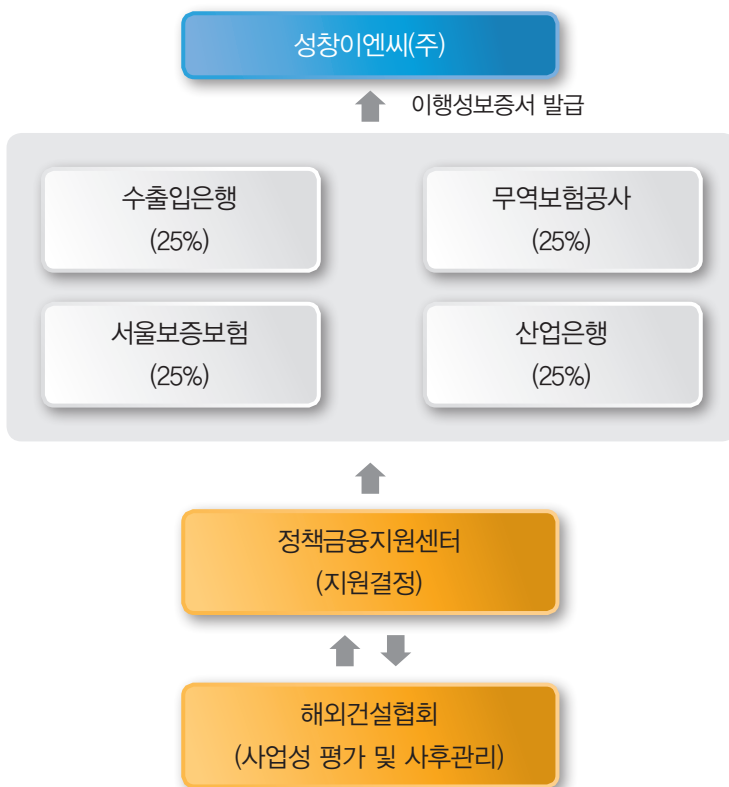 성창이엔씨(주)
이행성보증서 발급
수출입은행
(25%)
무역보험공사
(25%)
서울보증보험
(25%)
산업은행
(25%)
정책금융지원센터
(지원결정)
해외건설협회
(사업성 평가 및 사후관리)